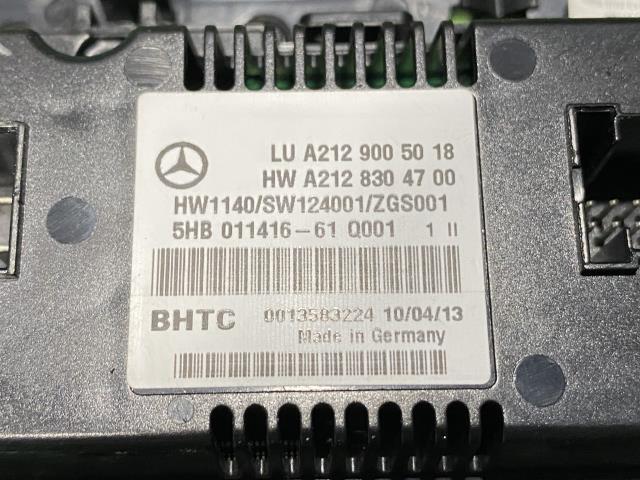 LU A212 900 50 18
HW A212 830 47 00
HW1140/SW124001/ZGS001
5HB 011416-61 Q001 1 II
BHTC 0013583224 10/04/13
Made in Germany